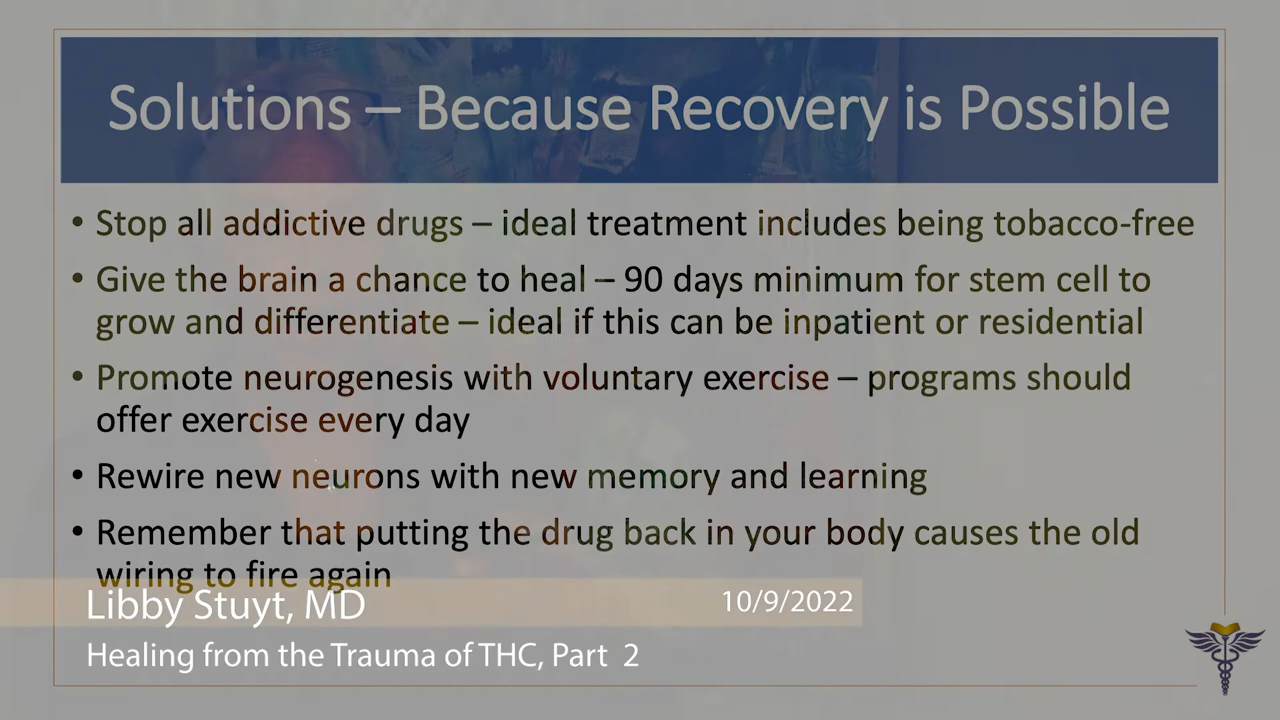 Solutions – Because Recovery is Possible
• Stop all addictive drugs – ideal treatment includes being tobacco-free
• Give the brain a chance to heal – 90 days minimum for stem cell to
grow and differentiate – ideal if this can be inpatient or residential
• Promote neurogenesis with voluntary exercise – programs should
offer exercise every day
• Rewire new neurons with new memory and learning
• Remember that putting the drug back in your body causes the old
wiring to fire again
Libby Stuyt, MD
10/9/2022
Healing from the Trauma of THC, Part 2